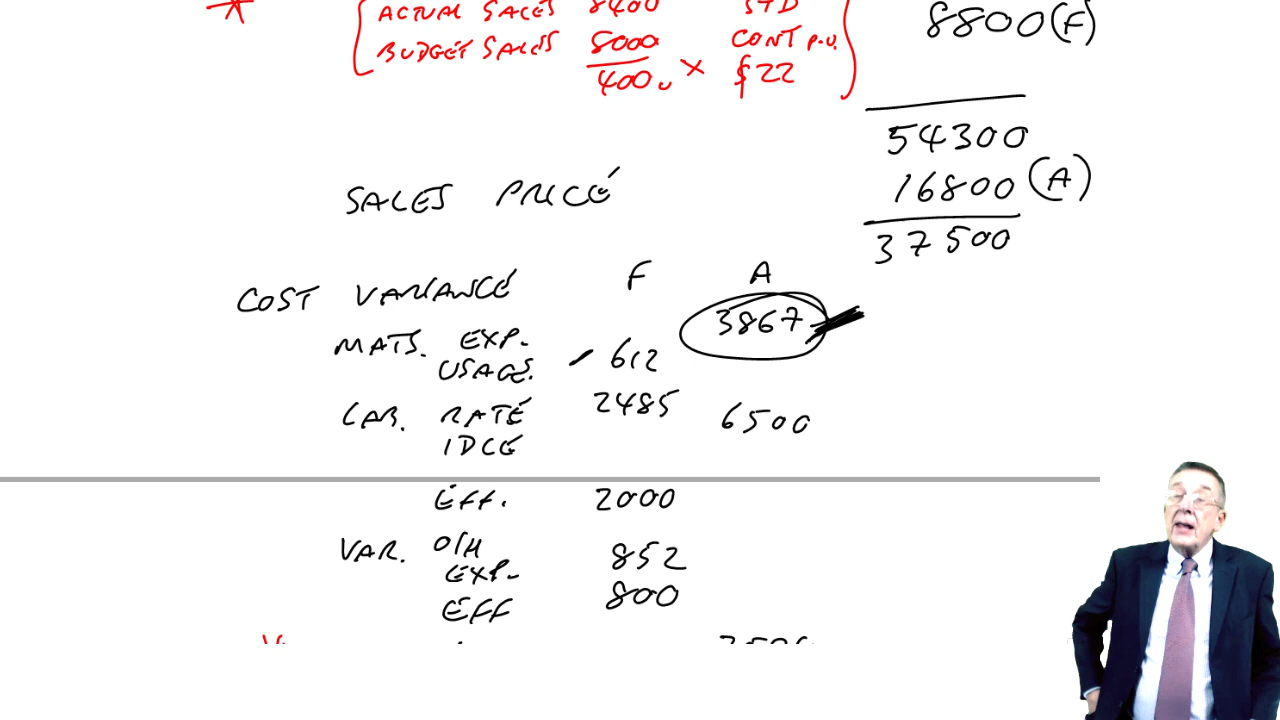 ACTUAL SALES 8400 STD
BUDGET SALES 8000 CONT p.u.
400u × $22
8800 (F)
54300
SALES PRICE 16800 (A)
37500
COST VARIANCE F A
MATS. EXP. 3867
USAGE. 612
LAB. RATE 2485
IDLE 6500
EFF. 2000
VAR. O/H
EXP. 852
EFF 800